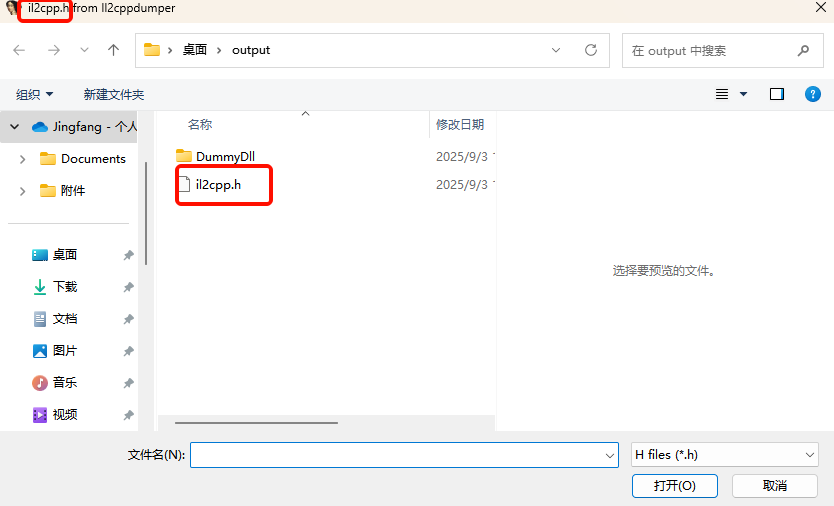 il2cpp.h from Il2cppdumper
桌面
output
在 output 中搜索
组织
新建文件夹
名称
修改日期
Jingfang - 个人
Documents
附件
桌面
下载
文档
图片
音乐
视频
DummyDll
2025/9/3 1
il2cpp.h
2025/9/3 1
选择要预览的文件。
文件名(N):
H files (*.h)
打开(O)
取消